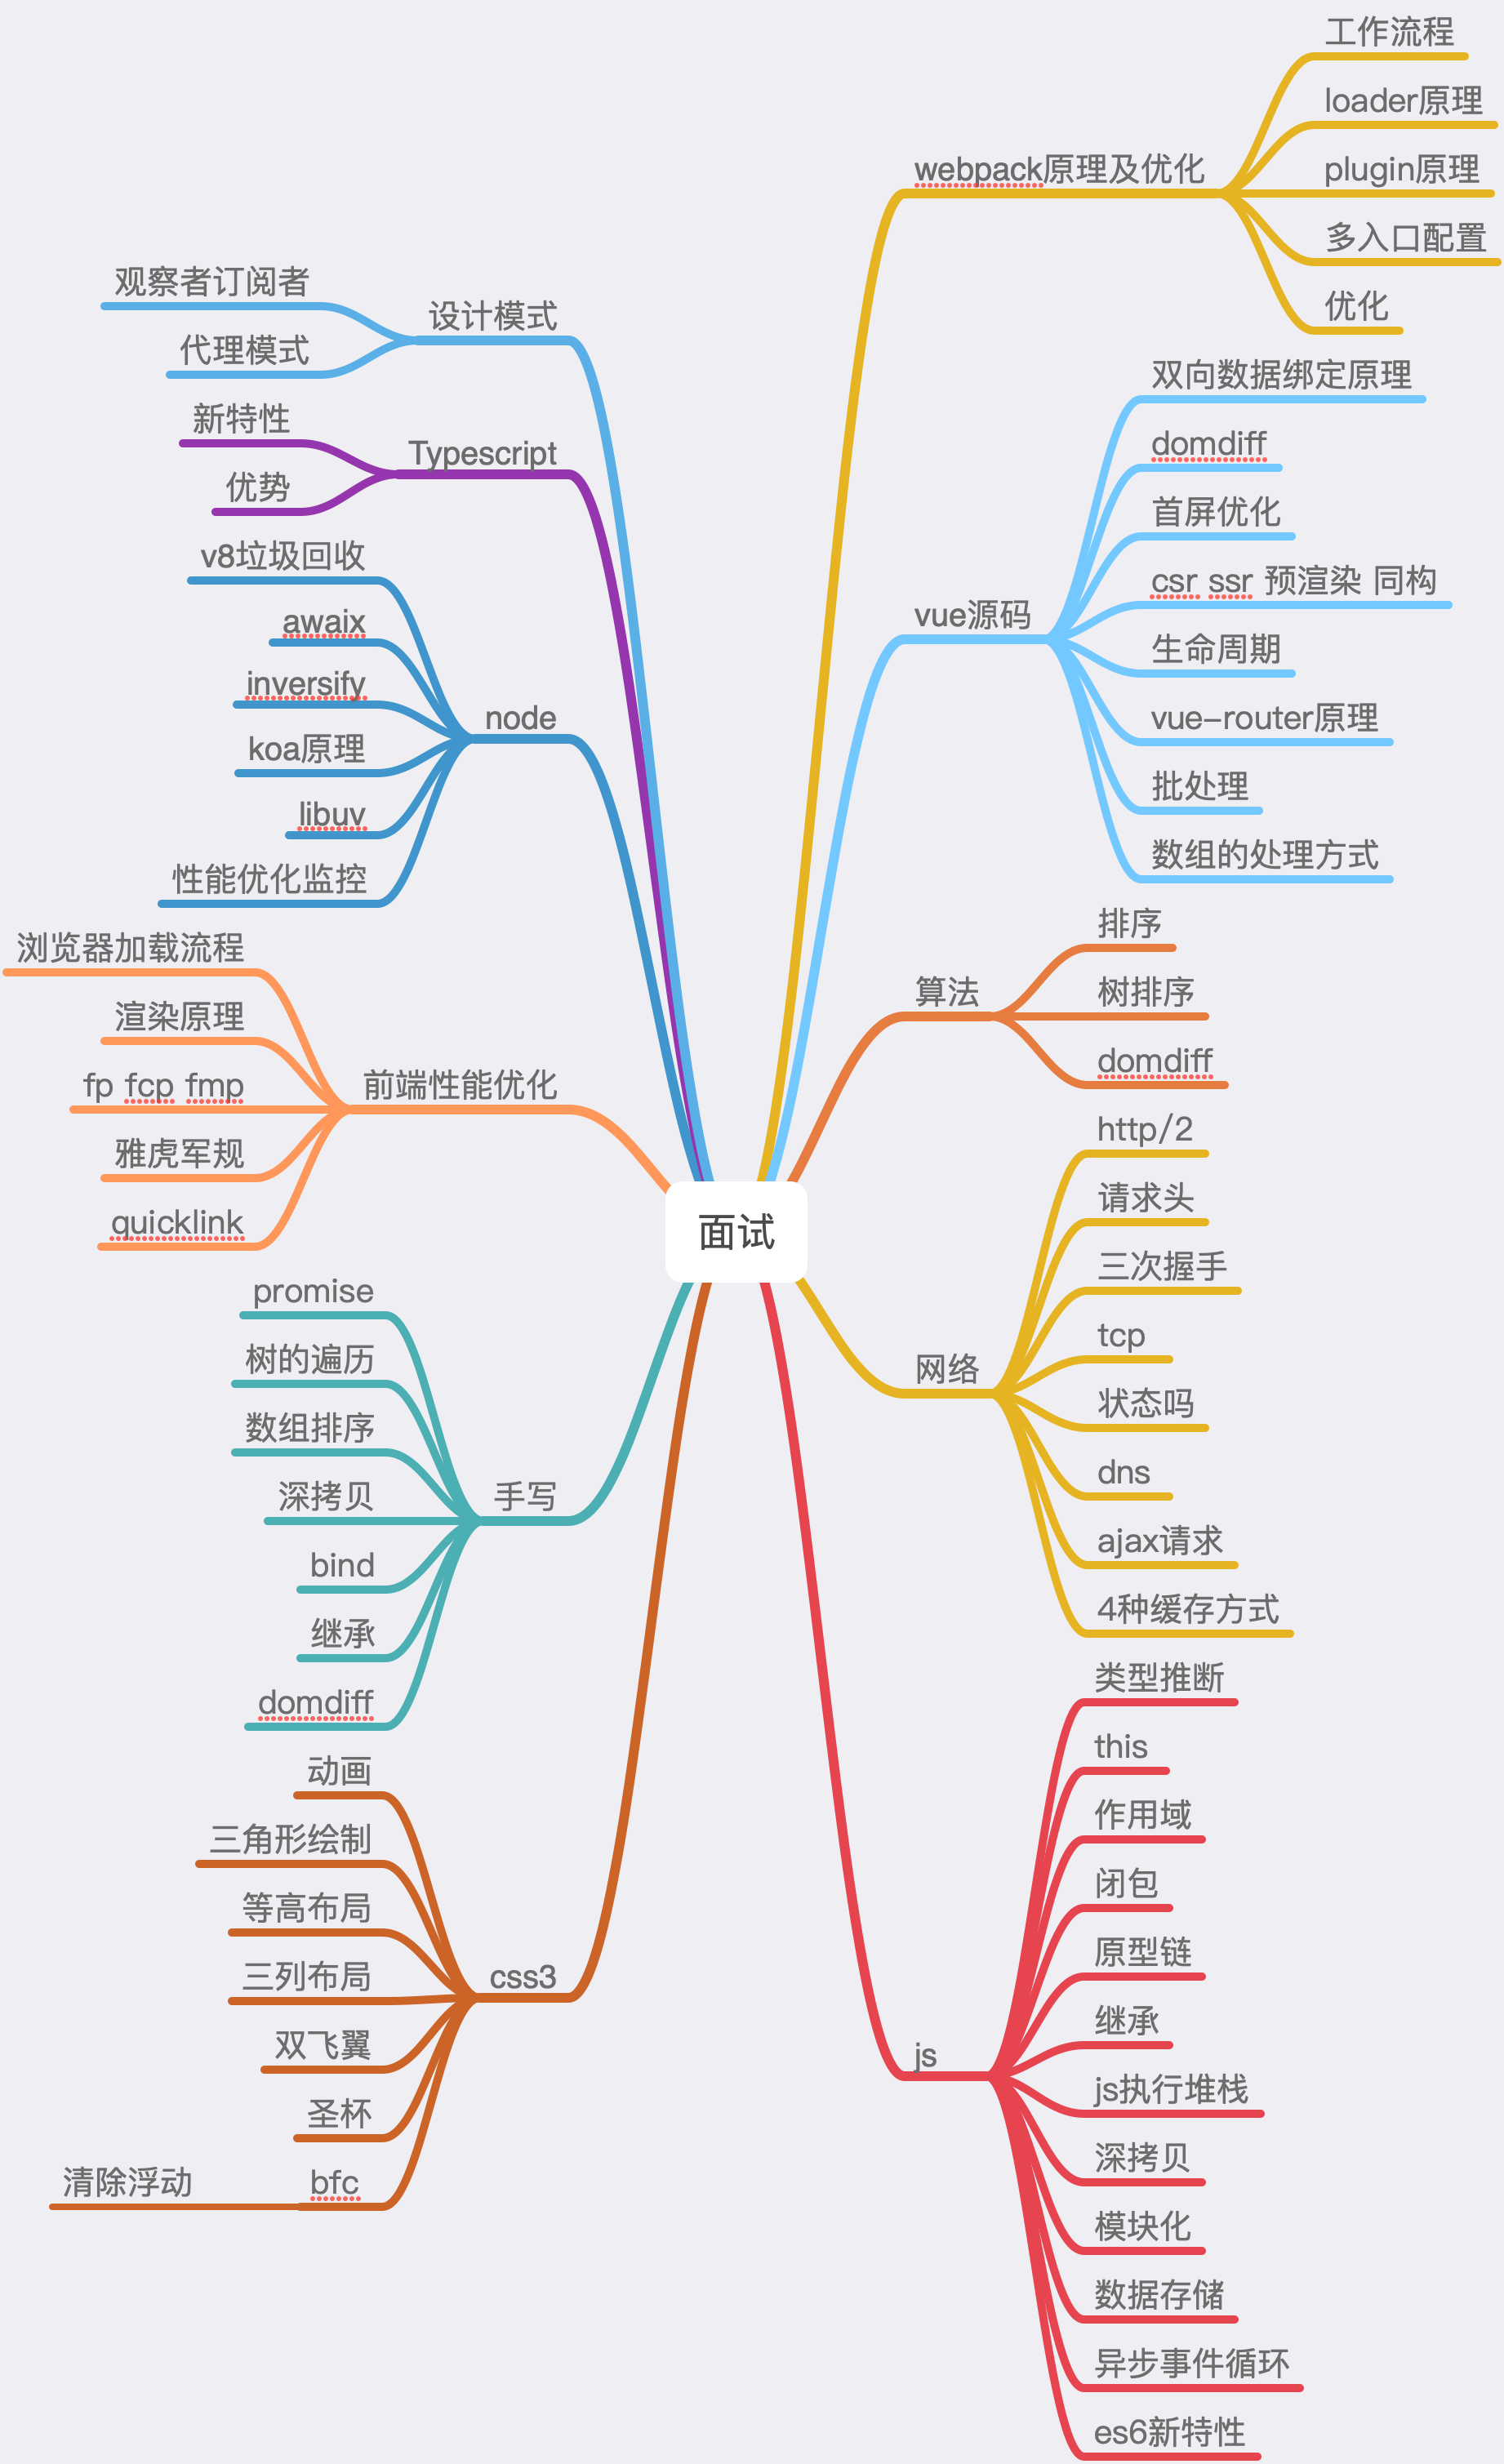 面试
webpack原理及优化
工作流程
loader原理
plugin原理
多入口配置
优化
vue源码
双向数据绑定原理
domdiff
首屏优化
csr ssr 预渲染 同构
生命周期
vue-router原理
批处理
数组的处理方式
算法
排序
树排序
domdiff
网络
http/2
请求头
三次握手
tcp
状态吗
dns
ajax请求
4种缓存方式
js
类型推断
this
作用域
闭包
原型链
继承
js执行堆栈
深拷贝
模块化
数据存储
异步事件循环
es6新特性
设计模式
观察者订阅者
代理模式
Typescript
新特性
优势
node
v8垃圾回收
awaix
inversify
koa原理
libuv
性能优化监控
前端性能优化
浏览器加载流程
渲染原理
fp fcp fmp
雅虎军规
quicklink
手写
promise
树的遍历
数组排序
深拷贝
bind
继承
domdiff
css3
动画
三角形绘制
等高布局
三列布局
双飞翼
圣杯
bfc
清除浮动